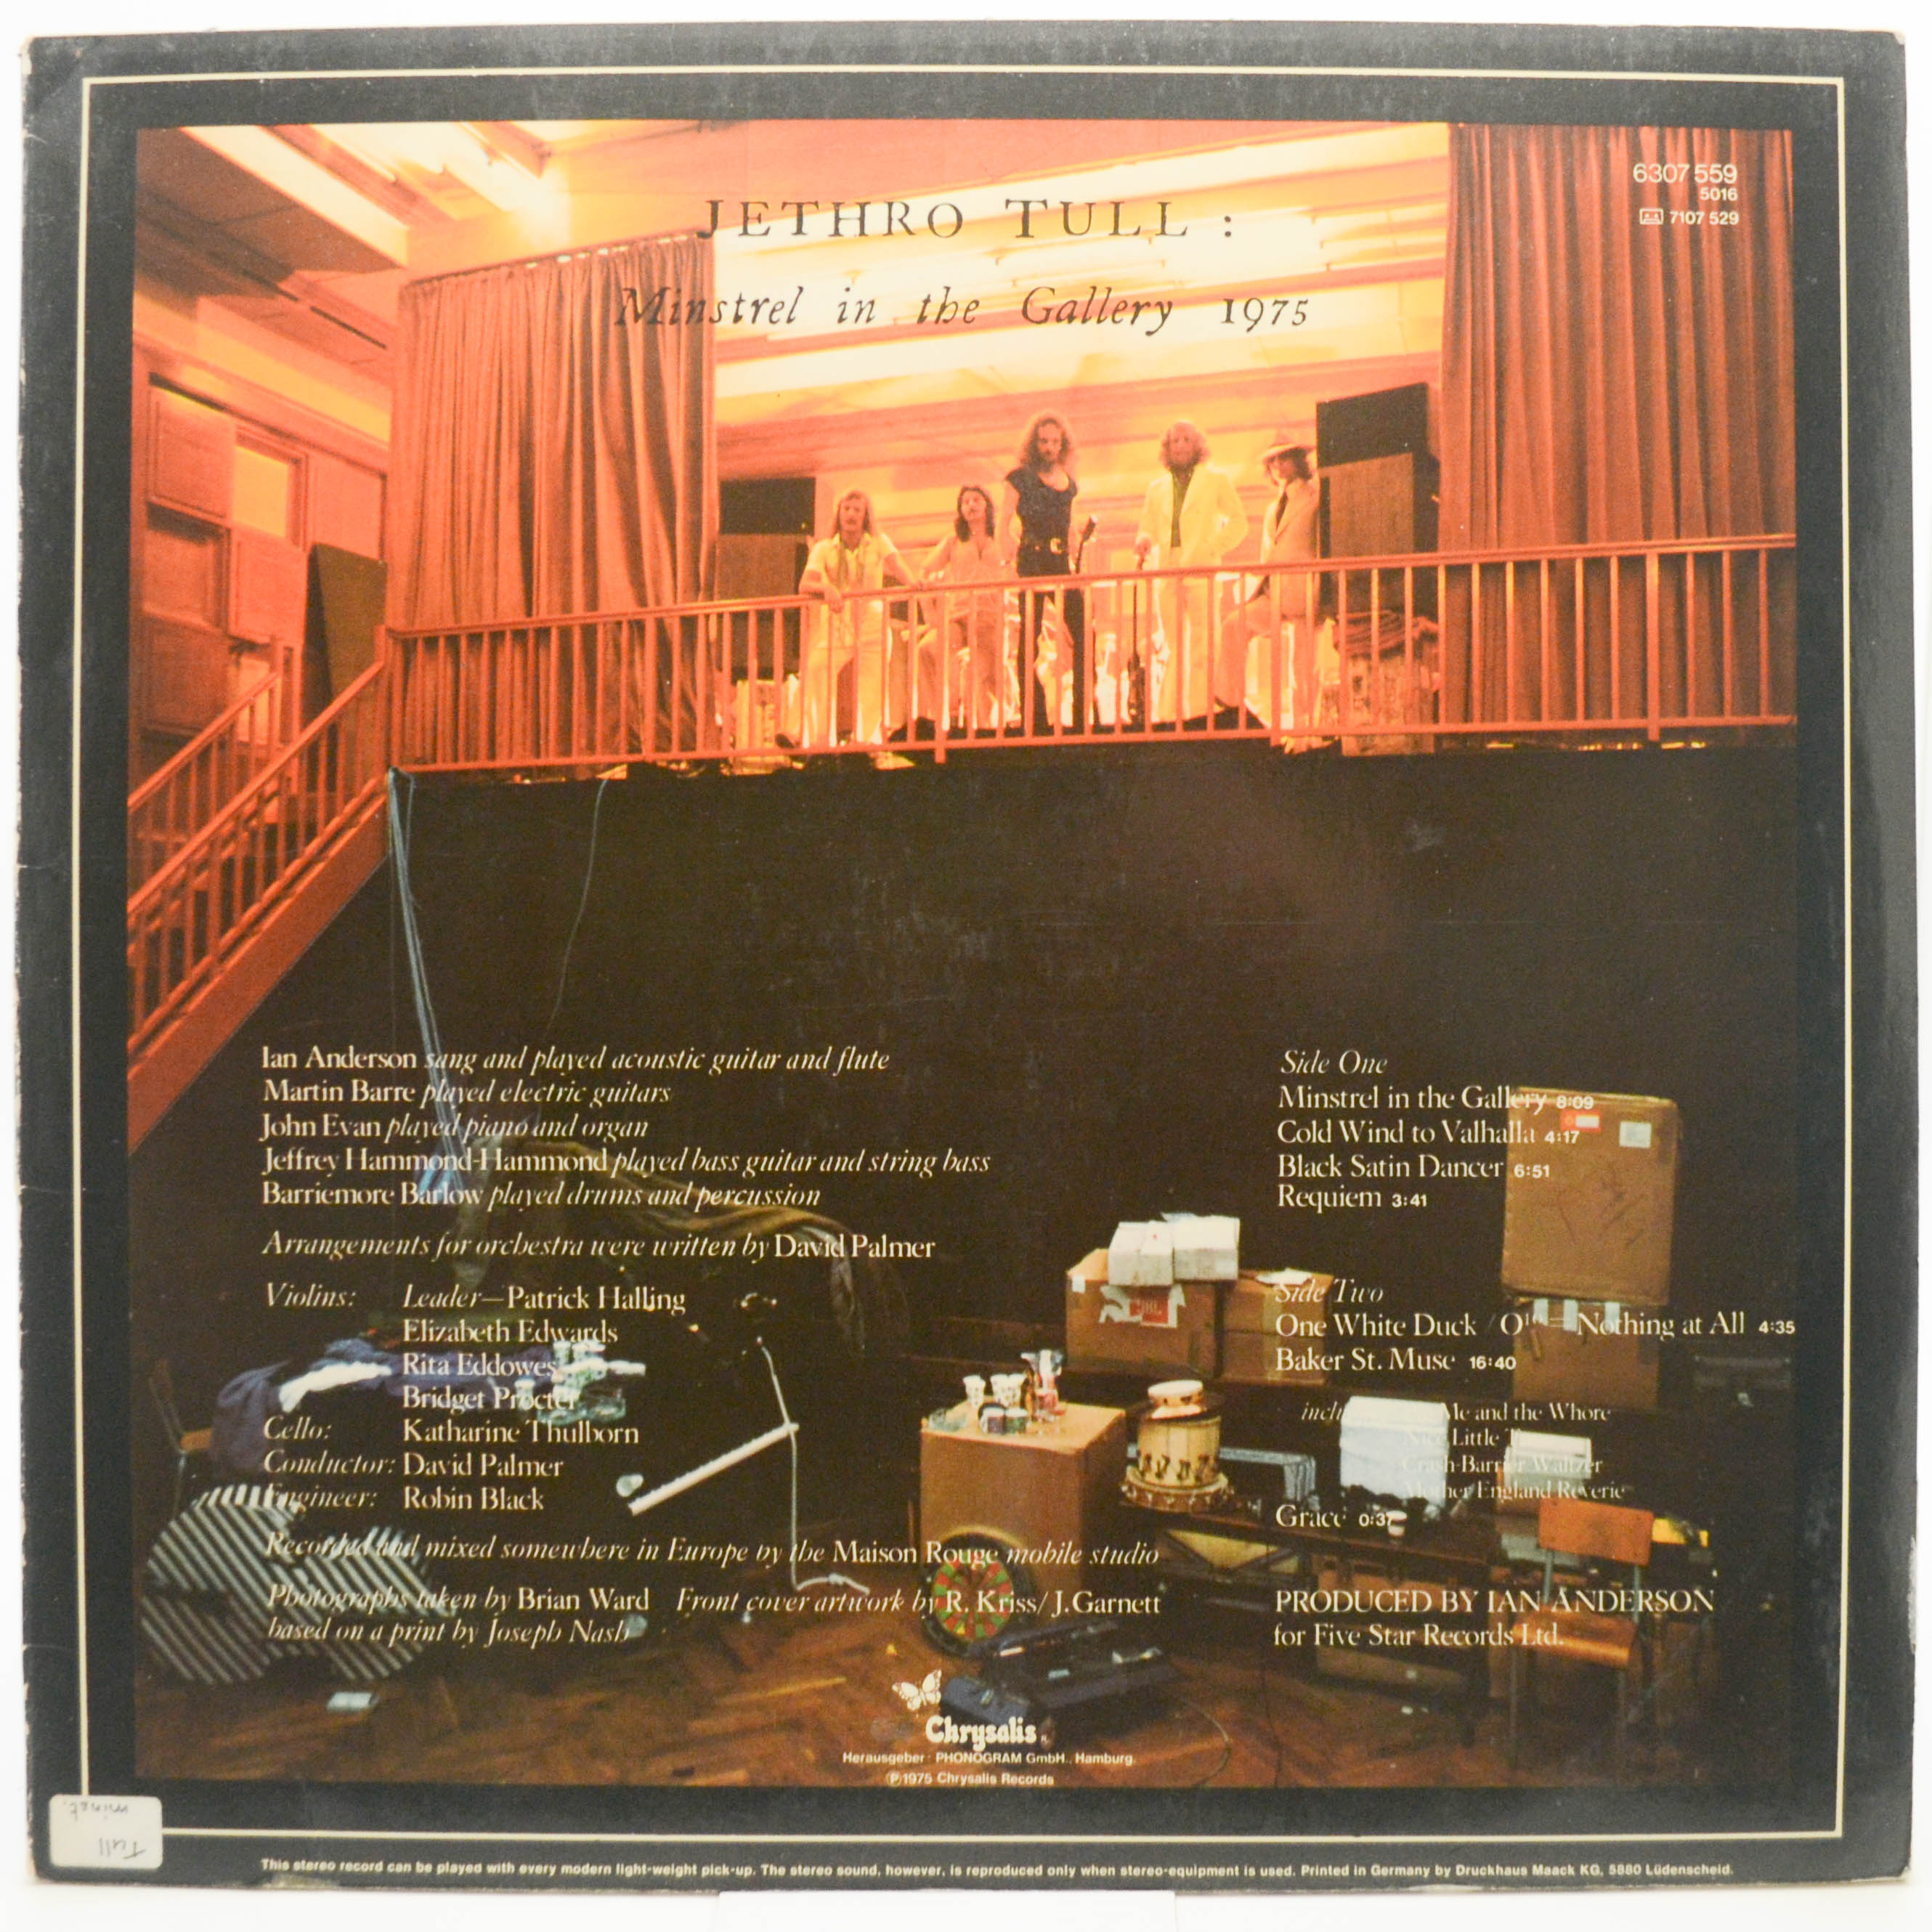 6307 559
5016
7107 529
JETHRO TULL :
Minstrel in the Gallery 1975
Ian Anderson sang and played acoustic guitar and flute
Martin Barre played electric guitars
John Evan played piano and organ
Jeffrey Hammond-Hammond played bass guitar and string bass
Barriemore Barlow played drums and percussion
Arrangements for orchestra were written by David Palmer
Violins: Leader—Patrick Halling
Elizabeth Edwards
Rita Eddowes
Bridget Procter
Cello: Katharine Thulborn
Conductor: David Palmer
Engineer: Robin Black
Recorded and mixed somewhere in Europe by the Maison Rouge mobile studio
Photographs taken by Brian Ward Front cover artwork by R. Kriss/J.Garnett
based on a print by Joseph Nash
Side One
Minstrel in the Gallery 8:09
Cold Wind to Valhalla 4:17
Black Satin Dancer 6:51
Requiem 3:41
Side Two
One White Duck / O¹⁰ = Nothing at All 4:35
Baker St. Muse 16:40
Me and the Whore
Nice Little
Crash-Barrier Waltzer
Mother England Reverie
Grace 0:37
PRODUCED BY IAN ANDERSON
for Five Star Records Ltd.
JBL
Chrysalis
Herausgeber: PHONOGRAM GmbH., Hamburg
℗1975 Chrysalis Records
Tull
minst.
This stereo record can be played with every modern light-weight pick-up. The stereo sound, however, is reproduced only when stereo-equipment is used. Printed in Germany by Druckhaus Maack KG, 5880 Lüdenscheid.